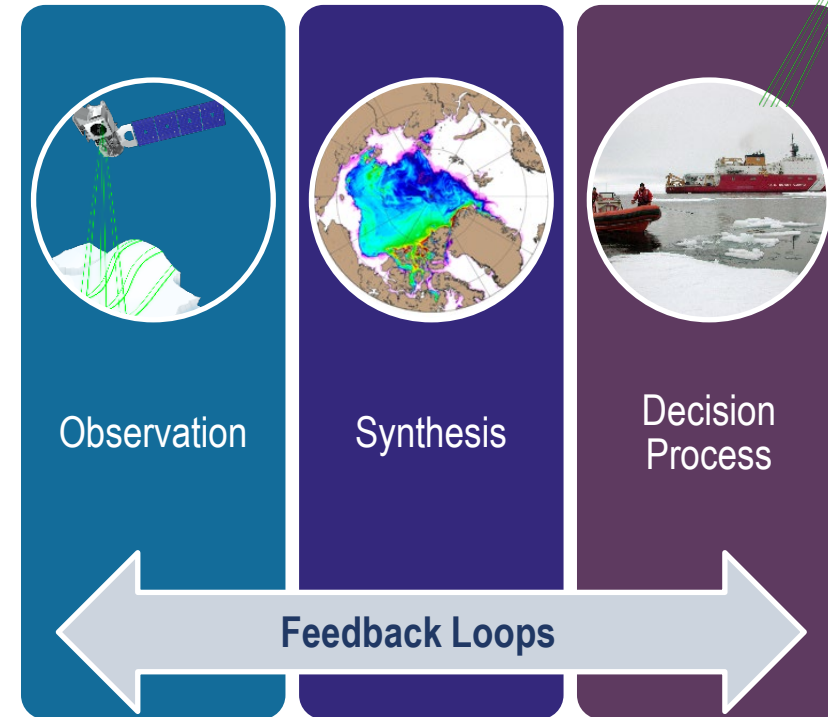 Observation
Synthesis
Decision
Process
Feedback Loops